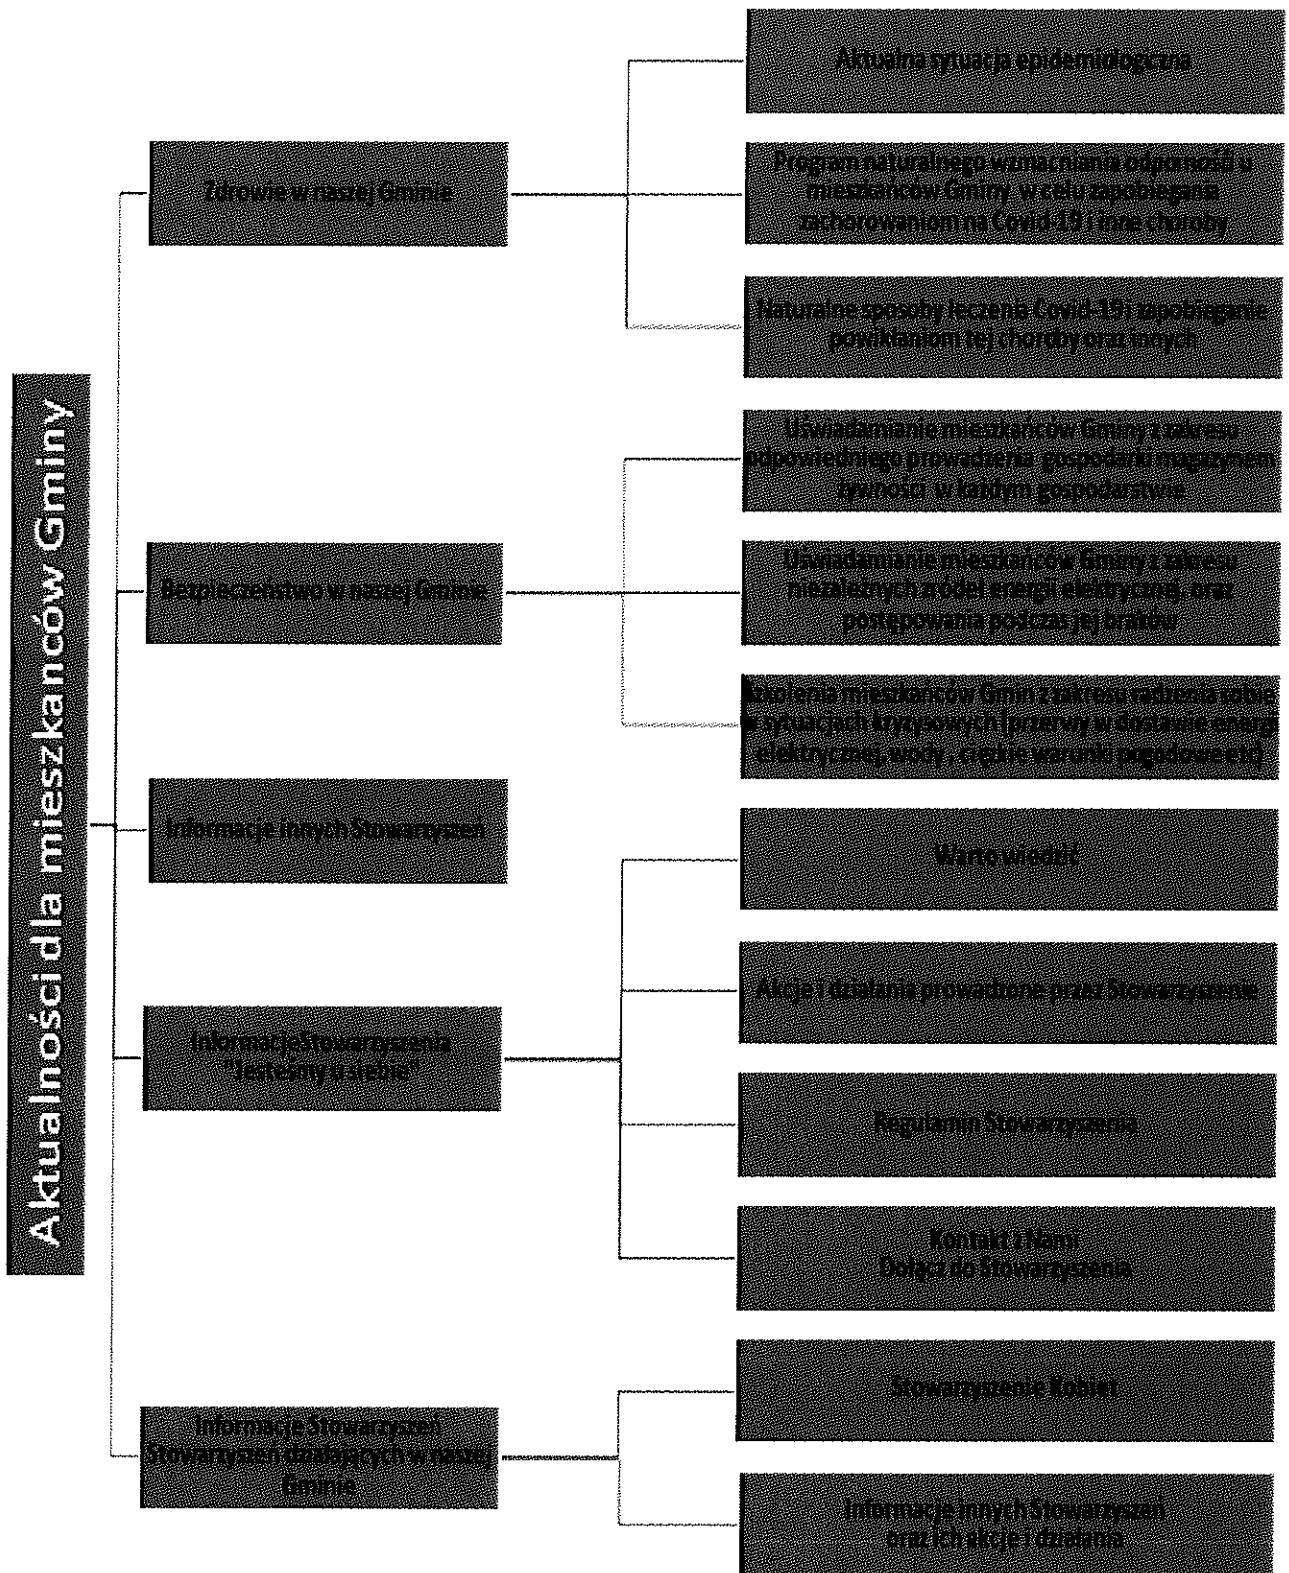 Aktualności dla mieszkańców Gminy
Zdrowie w naszej Gminie
Aktualna sytuacja epidemiologiczna
Program naturalnego wzmacniania odporności u
mieszkańców Gminy w celu zapobiegania
zachorowaniom na Covid-19 i inne choroby
Naturalne sposoby leczenia Covid-19 i zapobieganie
powikłaniom tej choroby oraz innych
Bezpieczeństwo w naszej Gminie
Uświadamianie mieszkańców Gminy z zakresu
odpowiedniego prowadzenia gospodarki magazynem
żywności w każdym gospodarstwie
Uświadamianie mieszkańców Gminy z zakresu
niezależnych źródeł energii elektrycznej, oraz
postępowania podczas jej braków
Szkolenia mieszkańców Gmin z zakresu radzenia sobie
w sytuacjach kryzysowych (przerwy w dostawie energi
elektrycznej, wody , ciężkie warunki pogodowe etc)
Informacje innych Stowarzyszeń
InformacjeStowarzyszenia
"Jesteśmy u siebie"
Warto wiedzić
Akcje i działania prowadzone przez Stowarzyszenie
Regulamin Stowarzyszenia
Kontakt z Nami
Dołącz do Stowarzyszenia
Informacje Stowarzyszeń
Stowarzyszeń działających w naszej
Gminie
Stowarzyszenie Kobiet
Informacje innych Stowarzyszeń
oraz ich akcje i działania